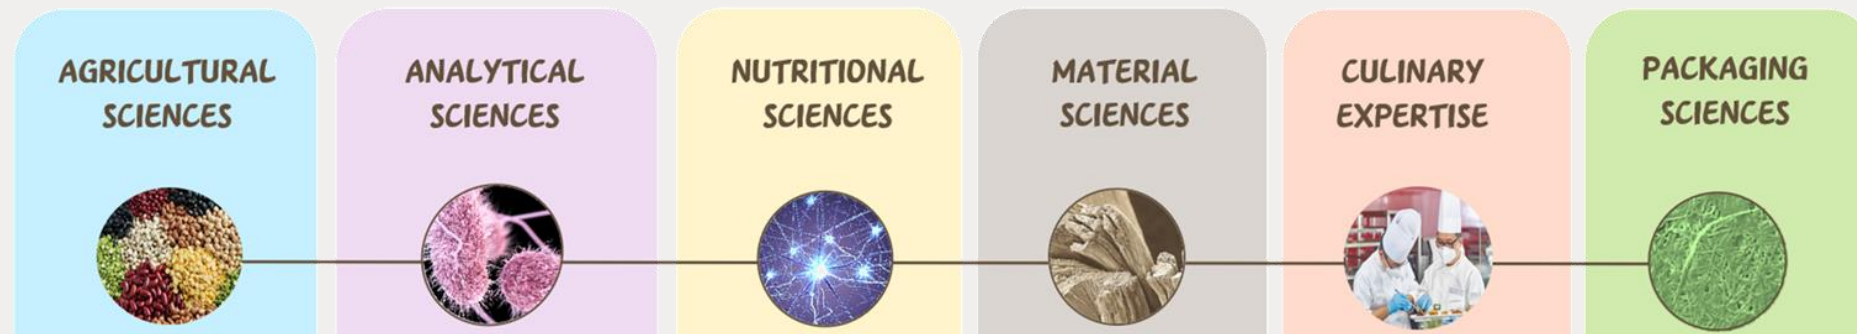 AGRICULTURAL
SCIENCES
ANALYTICAL
SCIENCES
NUTRITIONAL
SCIENCES
MATERIAL
SCIENCES
CULINARY
EXPERTISE
PACKAGING
SCIENCES